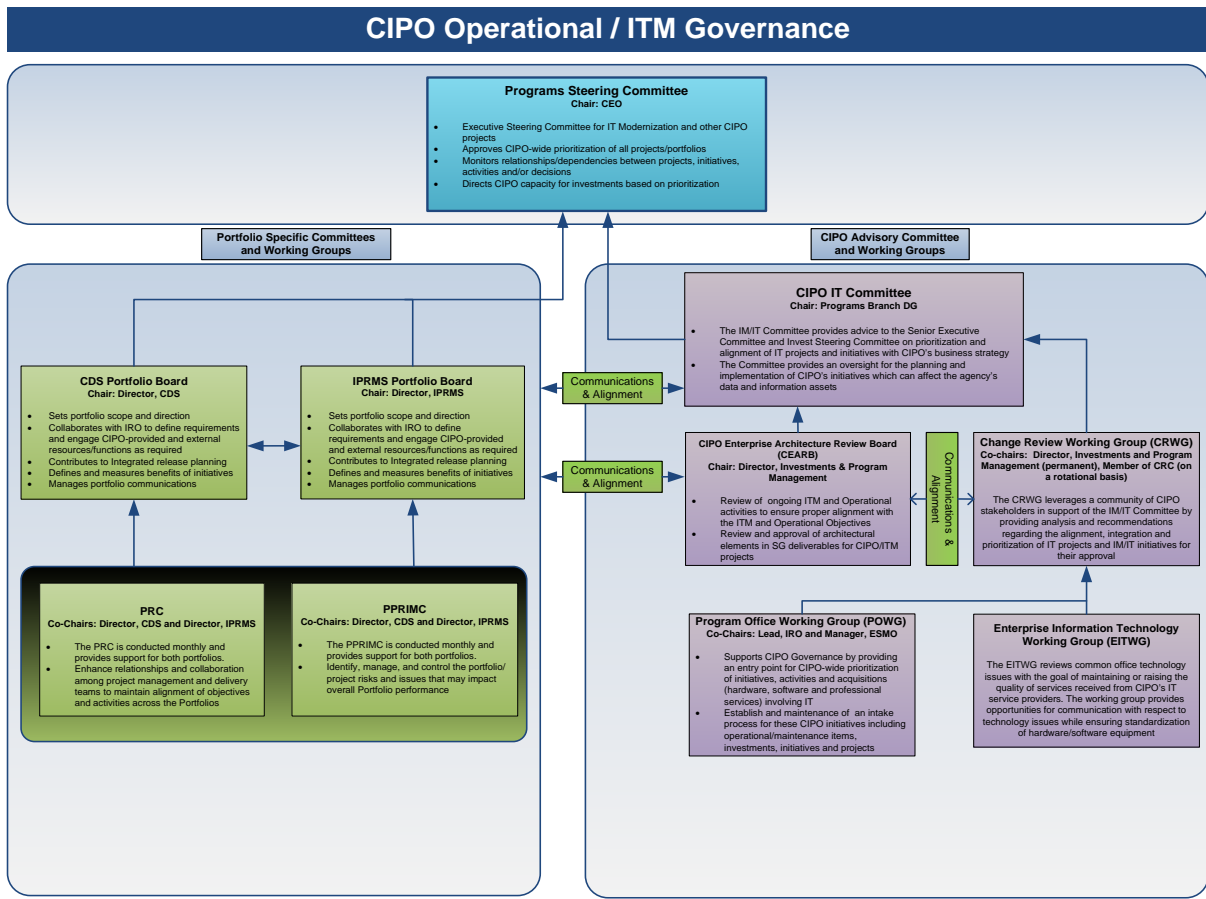 CIPO Operational / ITM Governance
Programs Steering Committee
Chair: CEO
• Executive Steering Committee for IT Modernization and other CIPO
projects
• Approves CIPO-wide prioritization of all projects/portfolios
• Monitors relationships/dependencies between projects, initiatives,
activities and/or decisions
• Directs CIPO capacity for investments based on prioritization
Portfolio Specific Committees
and Working Groups
CIPO Advisory Committee
and Working Groups
CIPO IT Committee
Chair: Programs Branch DG
• The IM/IT Committee provides advice to the Senior Executive
Committee and Invest Steering Committee on prioritization and
alignment of IT projects and initiatives with CIPO's business strategy
• The Committee provides an oversight for the planning and
implementation of CIPO's initiatives which can affect the agency's
data and information assets
CDS Portfolio Board
Chair: Director, CDS
• Sets portfolio scope and direction
• Collaborates with IRO to define requirements
and engage CIPO-provided and external
resources/functions as required
• Contributes to Integrated release planning
• Defines and measures benefits of initiatives
• Manages portfolio communications
IPRMS Portfolio Board
Chair: Director, IPRMS
• Sets portfolio scope and direction
• Collaborates with IRO to define
requirements and engage CIPO-provided
and external resources/functions as required
• Contributes to Integrated release planning
• Defines and measures benefits of initiatives
• Manages portfolio communications
Communications
& Alignment
Communications
& Alignment
CIPO Enterprise Architecture Review Board
(CEARB)
Chair: Director, Investments & Program
Management
• Review of ongoing ITM and Operational
activities to ensure proper alignment with
the ITM and Operational Objectives
• Review and approval of architectural
elements in SG deliverables for CIPO/ITM
projects
Communications &
Alignment
Change Review Working Group (CRWG)
Co-chairs: Director, Investments and Program
Management (permanent), Member of CRC (on
a rotational basis)
The CRWG leverages a community of CIPO
stakeholders in support of the IM/IT Committee by
providing analysis and recommendations
regarding the alignment, integration and
prioritization of IT projects and IM/IT initiatives for
their approval
PRC
Co-Chairs: Director, CDS and Director, IPRMS
• The PRC is conducted monthly and
provides support for both portfolios.
• Enhance relationships and collaboration
among project management and delivery
teams to maintain alignment of objectives
and activities across the Portfolios
PPRIMC
Co-Chairs: Director, CDS and Director, IPRMS
• The PPRIMC is conducted monthly and
provides support for both portfolios.
• Identify, manage, and control the portfolio/
project risks and issues that may impact
overall Portfolio performance
Program Office Working Group (POWG)
Co-Chairs: Lead, IRO and Manager, ESMO
• Supports CIPO Governance by providing
an entry point for CIPO-wide prioritization
of initiatives, activities and acquisitions
(hardware, software and professional
services) involving IT
• Establish and maintenance of an intake
process for these CIPO initiatives including
operational/maintenance items,
investments, initiatives and projects
Enterprise Information Technology
Working Group (EITWG)
The EITWG reviews common office technology
issues with the goal of maintaining or raising the
quality of services received from CIPO's IT
service providers. The working group provides
opportunities for communication with respect to
technology issues while ensuring standardization
of hardware/software equipment